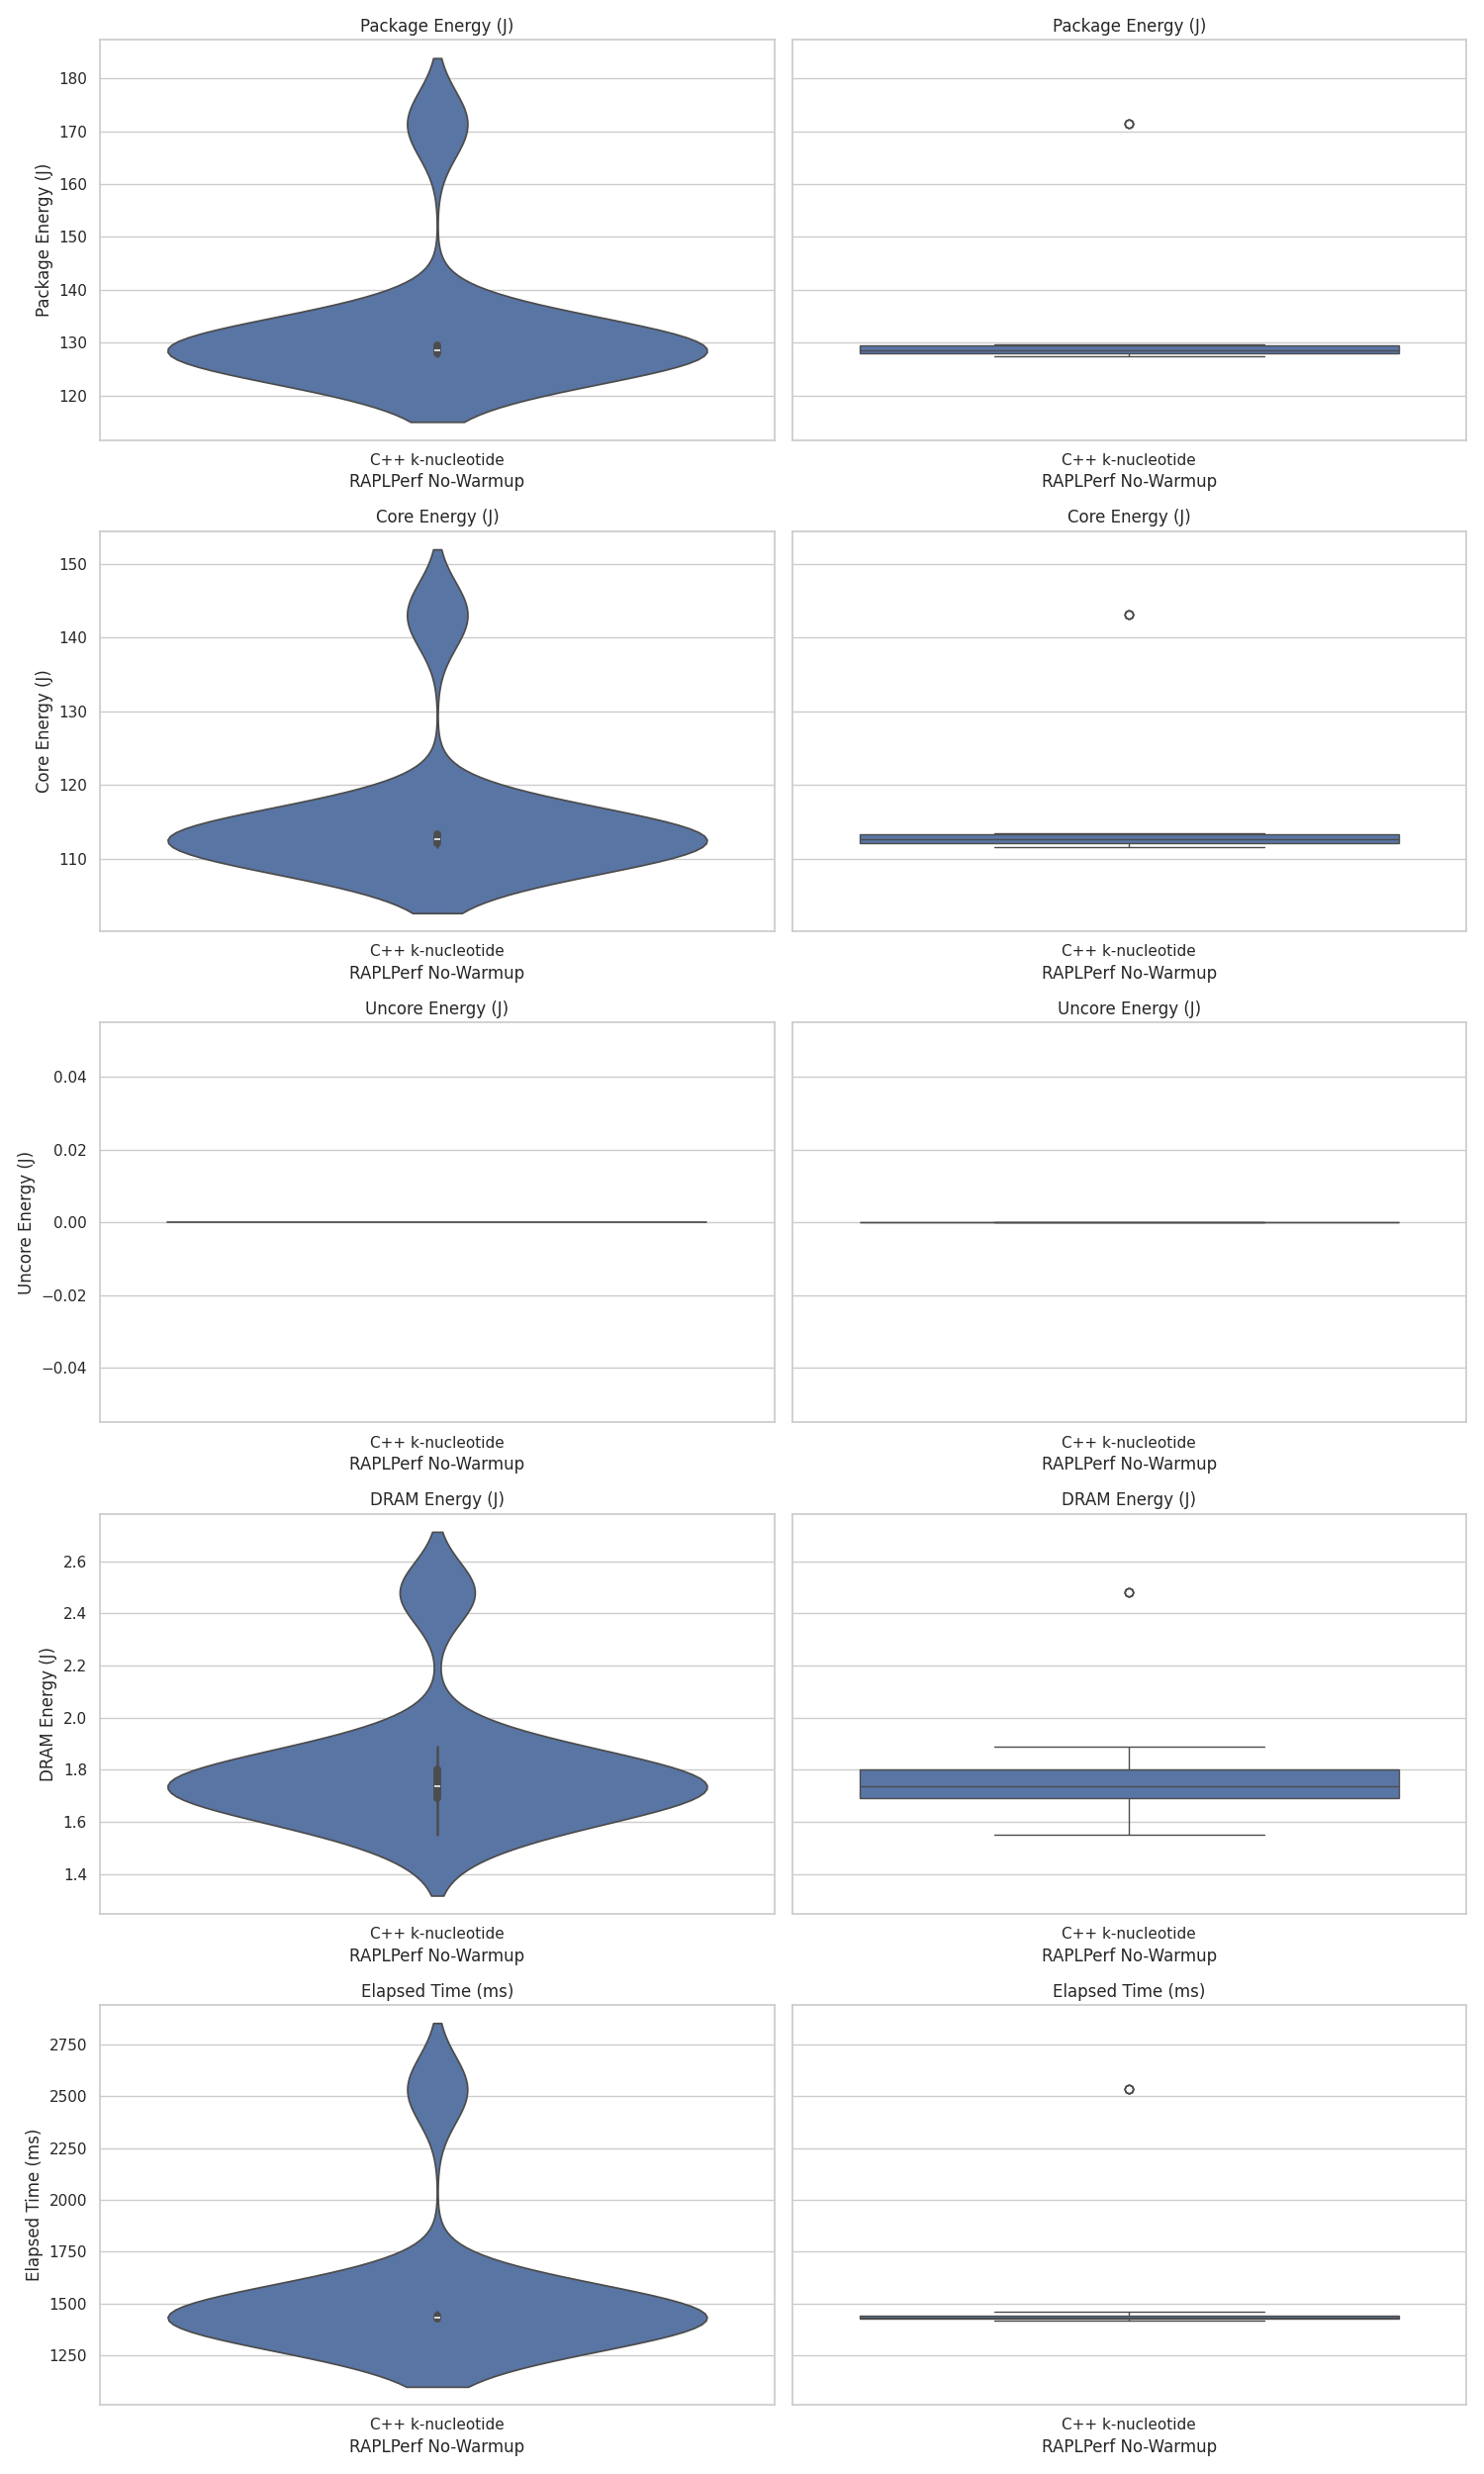 Package Energy (J)
Package Energy (J)
Package Energy (J)
180
170
160
150
140
130
120
C++ k-nucleotide
RAPLPerf No-Warmup
C++ k-nucleotide
RAPLPerf No-Warmup
Core Energy (J)
Core Energy (J)
Core Energy (J)
150
140
130
120
110
C++ k-nucleotide
RAPLPerf No-Warmup
C++ k-nucleotide
RAPLPerf No-Warmup
Uncore Energy (J)
Uncore Energy (J)
Uncore Energy (J)
0.04
0.02
0.00
−0.02
−0.04
C++ k-nucleotide
RAPLPerf No-Warmup
C++ k-nucleotide
RAPLPerf No-Warmup
DRAM Energy (J)
DRAM Energy (J)
DRAM Energy (J)
2.6
2.4
2.2
2.0
1.8
1.6
1.4
C++ k-nucleotide
RAPLPerf No-Warmup
C++ k-nucleotide
RAPLPerf No-Warmup
Elapsed Time (ms)
Elapsed Time (ms)
Elapsed Time (ms)
2750
2500
2250
2000
1750
1500
1250
C++ k-nucleotide
RAPLPerf No-Warmup
C++ k-nucleotide
RAPLPerf No-Warmup